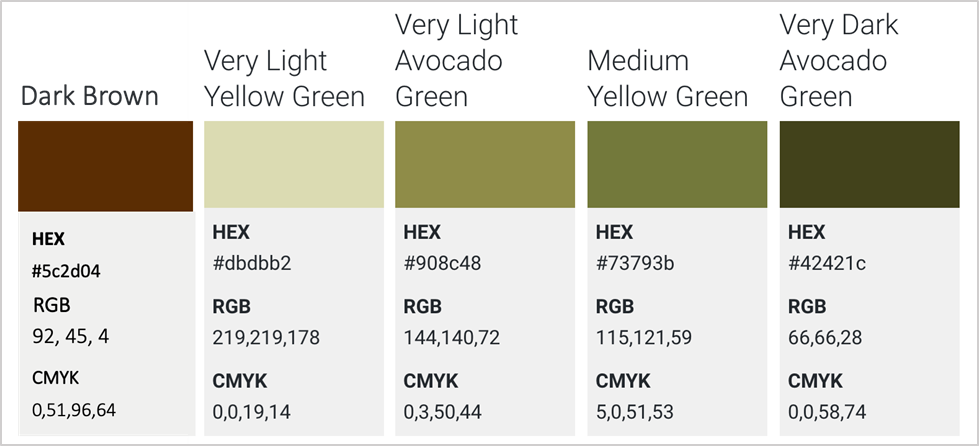 Dark Brown
HEX
#5c2d04
RGB
92, 45, 4
CMYK
0,51,96,64
Very Light
Yellow Green
HEX
#dbdbb2
RGB
219,219,178
CMYK
0,0,19,14
Very Light
Avocado
Green
HEX
#908c48
RGB
144,140,72
CMYK
0,3,50,44
Medium
Yellow Green
HEX
#73793b
RGB
115,121,59
CMYK
5,0,51,53
Very Dark
Avocado
Green
HEX
#42421c
RGB
66,66,28
CMYK
0,0,58,74